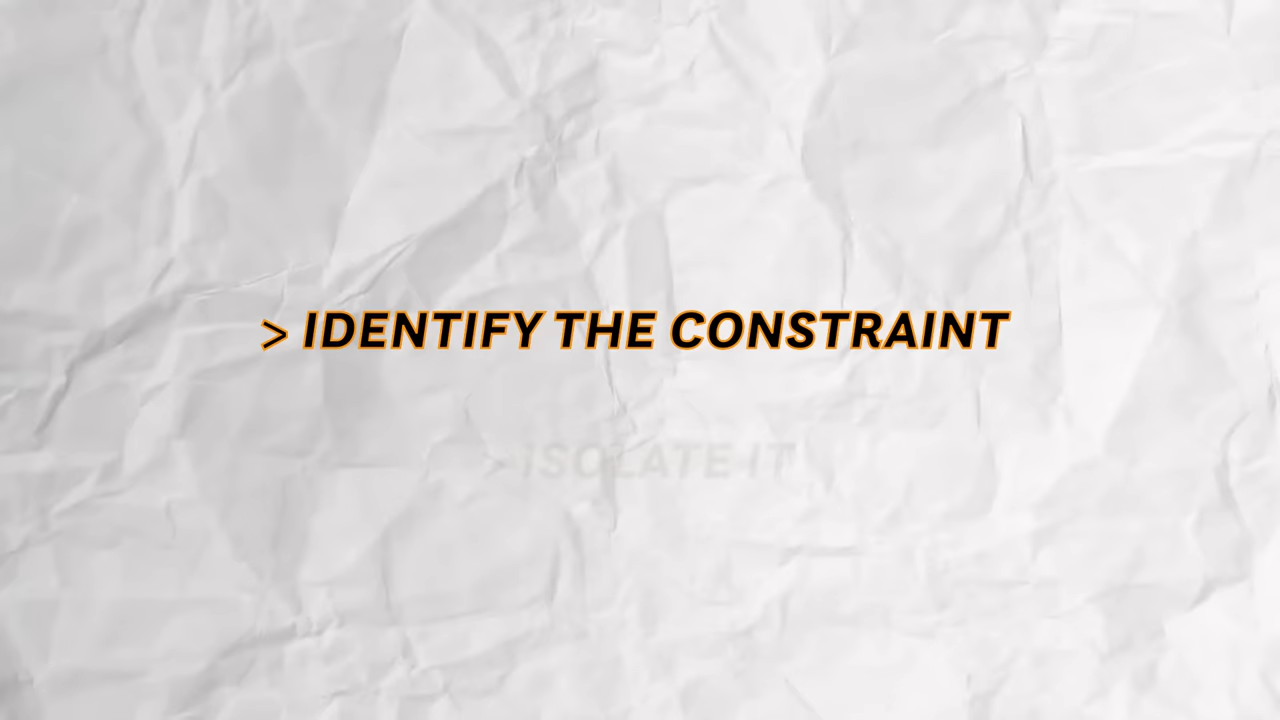 > IDENTIFY THE CONSTRAINT
> ISOLATE IT